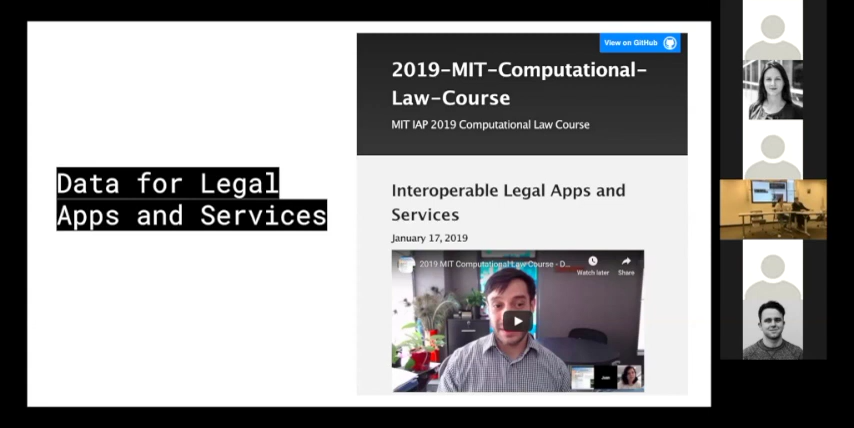 Data for Legal
Apps and Services
View on GitHub
2019-MIT-Computational-
Law-Course
MIT IAP 2019 Computational Law Course
Interoperable Legal Apps and
Services
January 17, 2019
2019 MIT Computational Law Course - D...
Watch later
Share